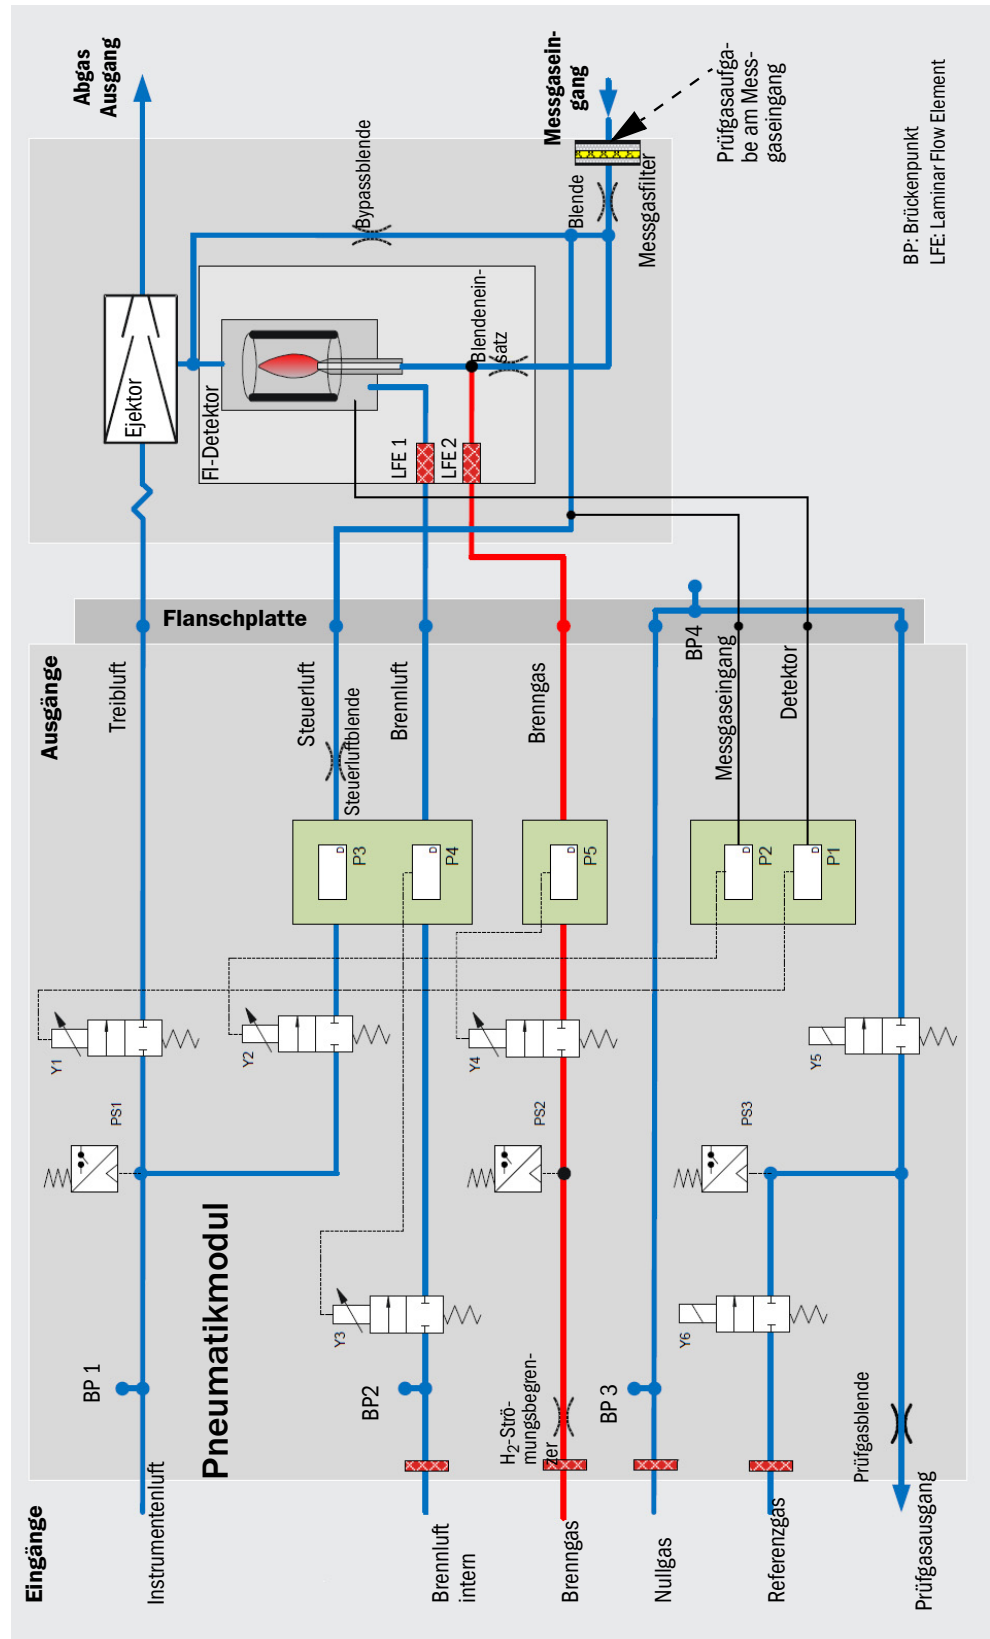 Eingänge
Instrumentenluft
Brennluft
intern
Brenngas
Nullgas
Referenzgas
Prüfgasausgang
Pneumatikmodul
BP 1
BP2
H2-Strö-
mungsbegren-
zer
BP 3
Prüfgasblende
Y3
Y6
PS1
PS2
PS3
Y1
Y2
Y4
Y5
D
P3
D
P4
D
P5
D
P2
D
P1
Ausgänge
Treibluft
Steuerluft
Steuerluftblende
Brennluft
Brenngas
Messgaseingang
Detektor
BP4
Flanschplatte
Ejektor
FI-Detektor
LFE 1
LFE 2
Blendenein-
satz
Bypassblende
Blende
Messgasfilter
Abgas
Ausgang
Messgasein-
gang
Prüfgasaufga-
be am Mess-
gaseingang
BP: Brückenpunkt
LFE: Laminar Flow Element